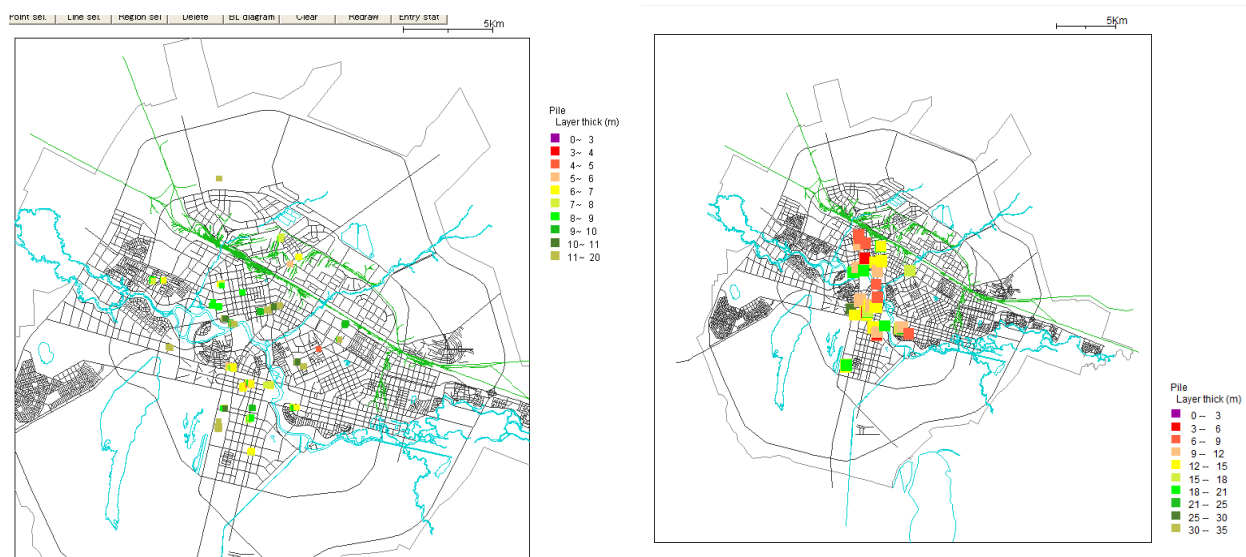 Point sel. Line sel. Region sel Delete BL diagram Clear Redraw Entry stat
5Km
Pile
Layer thick (m)
0~ 3
3~ 4
4~ 5
5~ 6
6~ 7
7~ 8
8~ 9
9~ 10
10~ 11
11~ 20
5Km
Pile
Layer thick (m)
0 -- 3
3 -- 6
6 -- 9
9 -- 12
12 -- 15
15 -- 18
18 -- 21
21 -- 25
25 -- 30
30 -- 35